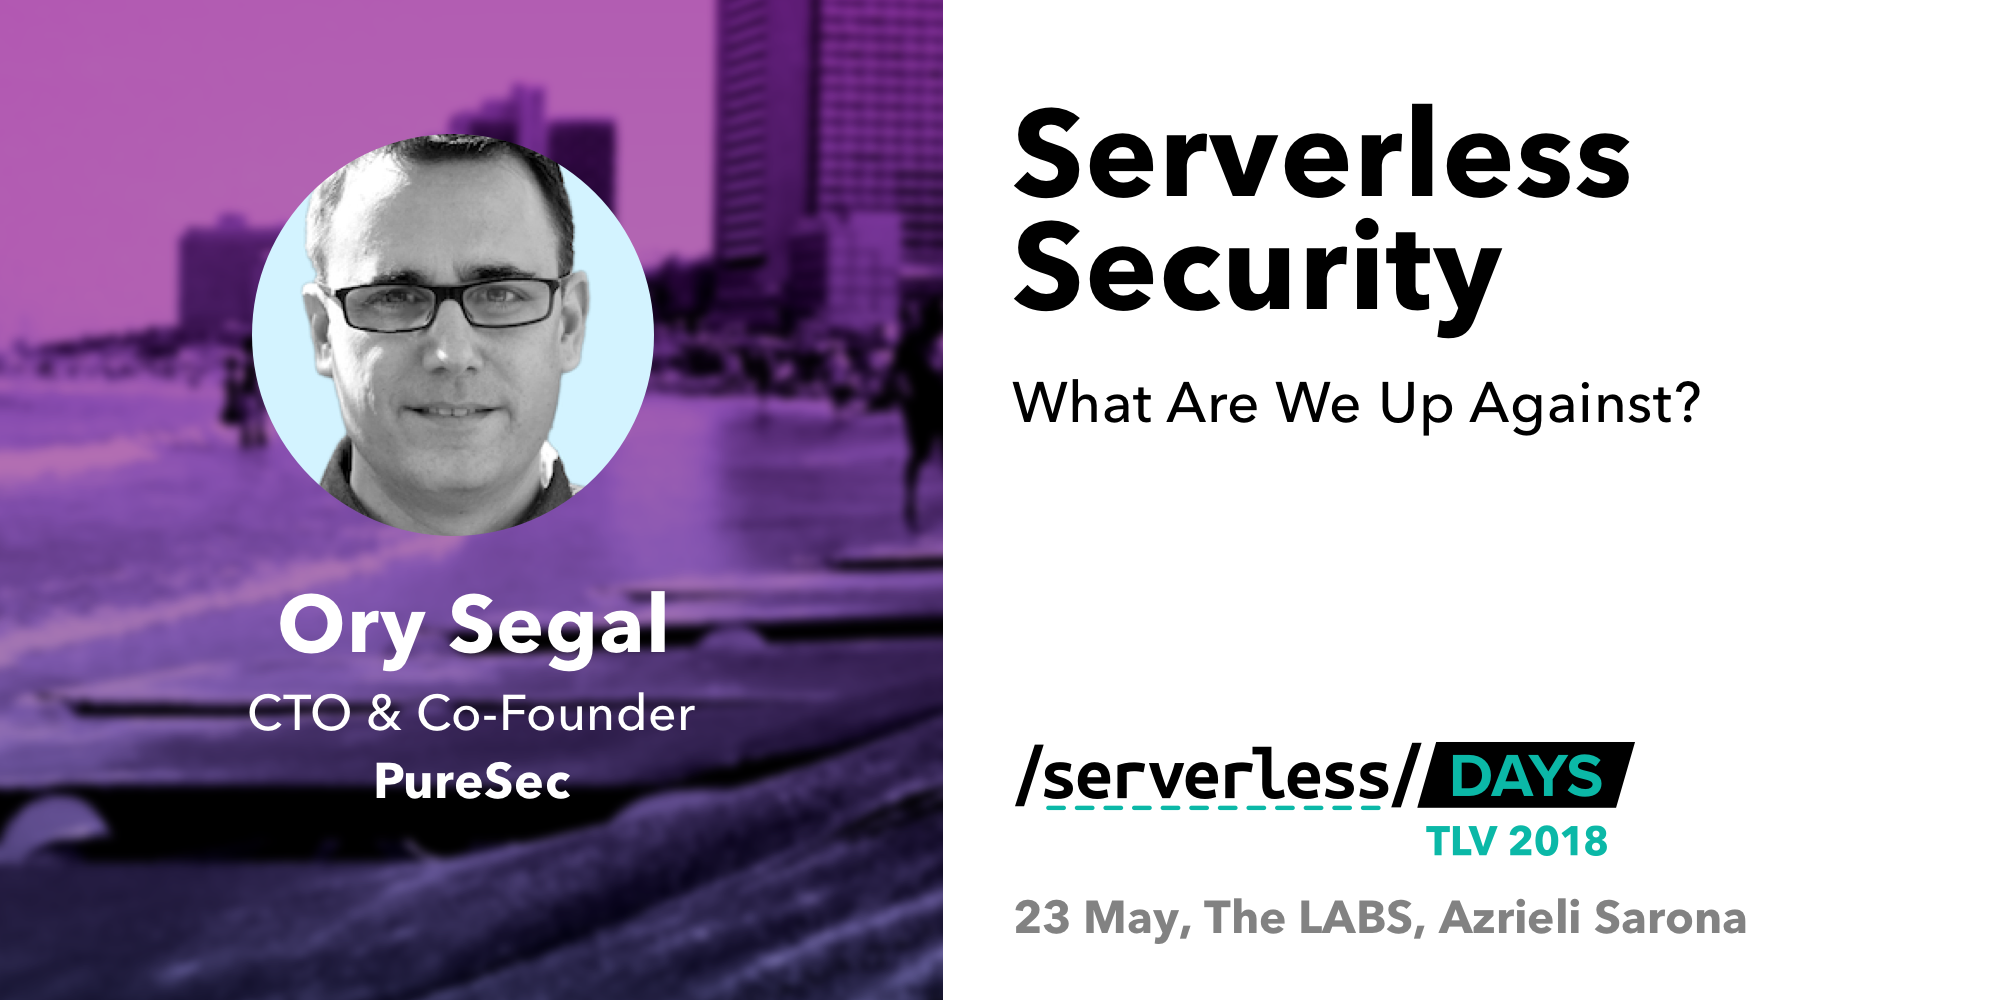 Ory Segal
CTO & Co-Founder
PureSec
Serverless
Security
What Are We Up Against?
/serverless/DAYS
TLV 2018
23 May, The LABS, Azrieli Sarona